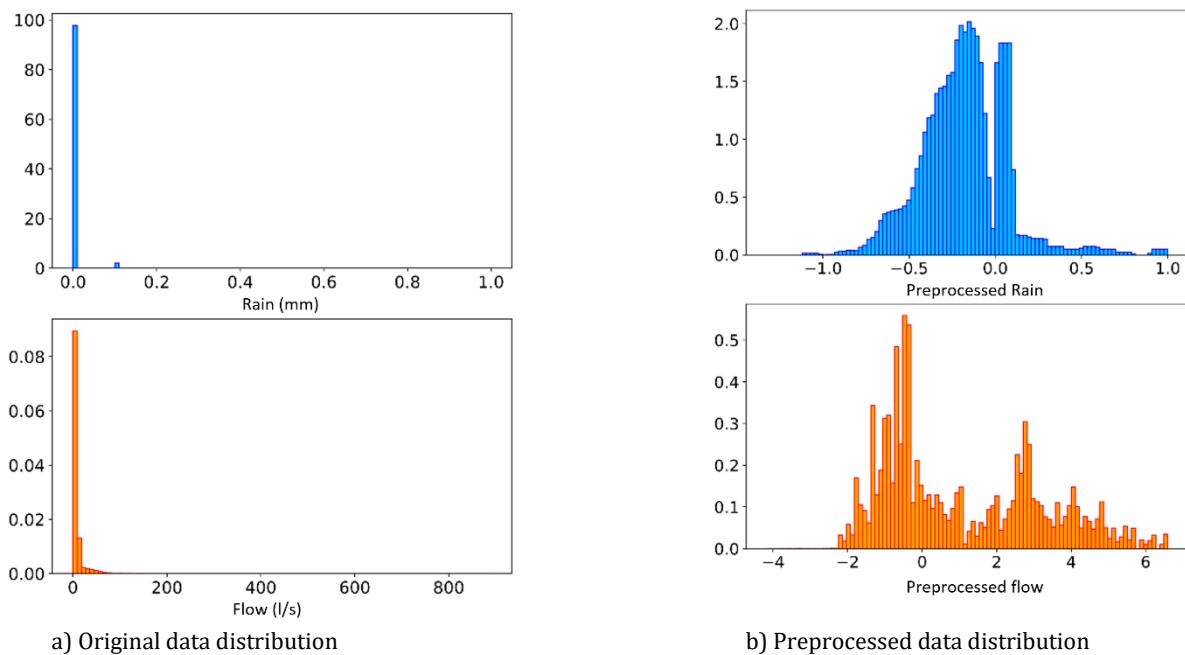 100
80
60
40
20
0
0.0 0.2 0.4 0.6 0.8 1.0
Rain (mm)
0.08
0.06
0.04
0.02
0.00
0 200 400 600 800
Flow (l/s)
a) Original data distribution
2.0
1.5
1.0
0.5
0.0
−1.0 −0.5 0.0 0.5 1.0
Preprocessed Rain
0.5
0.4
0.3
0.2
0.1
0.0
−4 −2 0 2 4 6
Preprocessed flow
b) Preprocessed data distribution